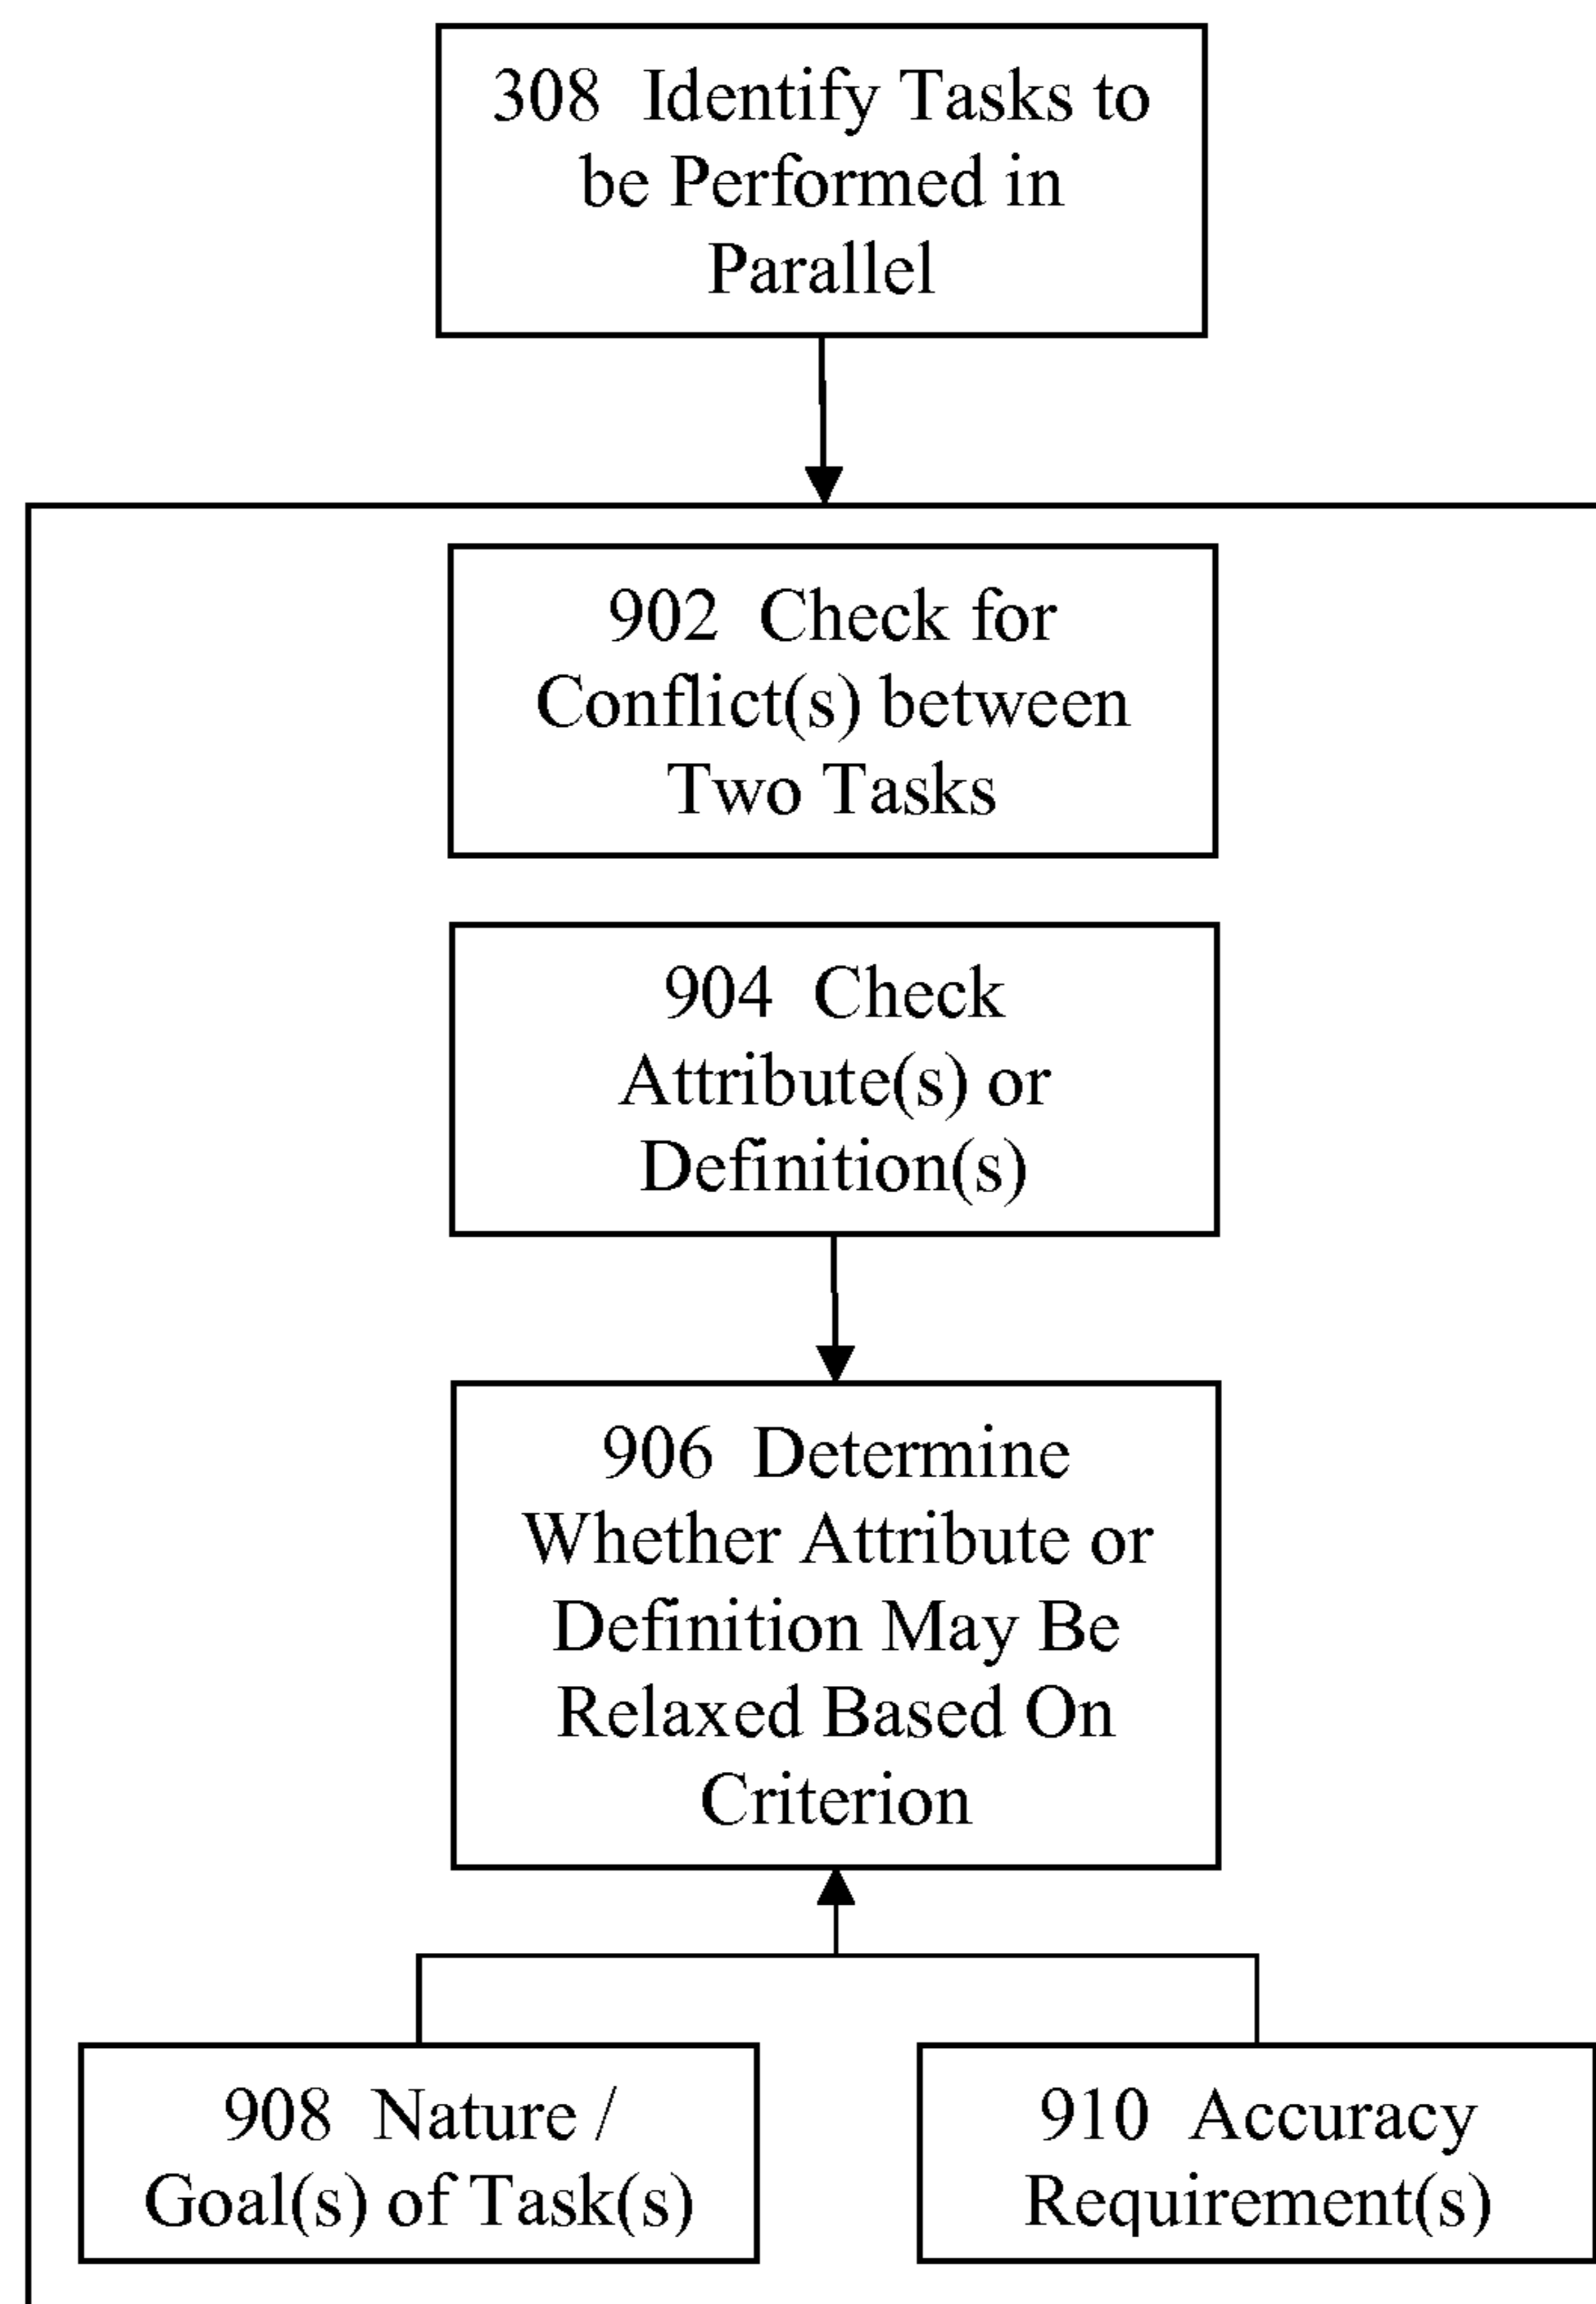 308 Identify Tasks to
be Performed in
Parallel
902 Check for
Conflict(s) between
Two Tasks
904 Check
Attribute(s) or
Definition(s)
906 Determine
Whether Attribute or
Definition May Be
Relaxed Based On
Criterion
908 Nature /
Goal(s) of Task(s)
910 Accuracy
Requirement(s)